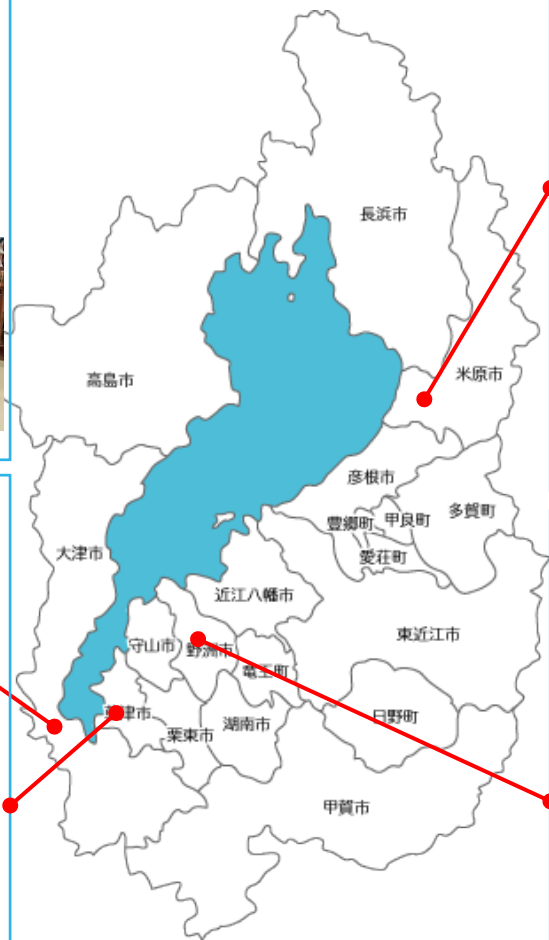 長浜市
米原市
高島市
彦根市
多賀町
豊郷町
甲良町
愛荘町
大津市
近江八幡市
東近江市
守山市
野洲市
竜王町
草津市
日野町
湖南市
栗東市
甲賀市